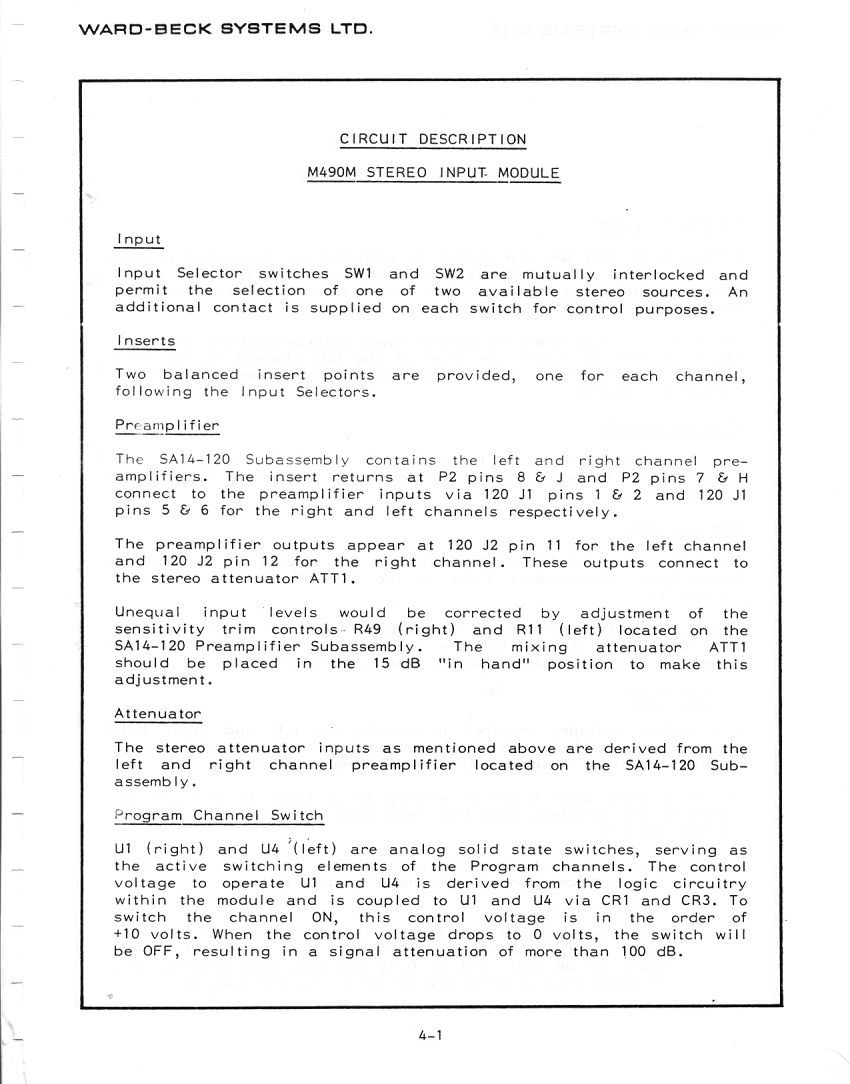 WARD-BECK SYSTEMS LTD.
CIRCUIT DESCRIPTION
M490M STEREO INPUT MODULE
Input
Input Selector switches SW1 and SW2 are mutually interlocked and
permit the selection of one of two available stereo sources. An
additional contact is supplied on each switch for control purposes.
Inserts
Two balanced insert points are provided, one for each channel,
following the Input Selectors.
Preamplifier
The SA14-120 Subassembly contains the left and right channel pre-
amplifiers. The insert returns at P2 pins 8 & J and P2 pins 7 & H
connect to the preamplifier inputs via 120 J1 pins 1 & 2 and 120 J1
pins 5 & 6 for the right and left channels respectively.
The preamplifier outputs appear at 120 J2 pin 11 for the left channel
and 120 J2 pin 12 for the right channel. These outputs connect to
the stereo attenuator ATT1.
Unequal input levels would be corrected by adjustment of the
sensitivity trim controls R49 (right) and R11 (left) located on the
SA14-120 Preamplifier Subassembly. The mixing attenuator ATT1
should be placed in the 15 dB "in hand" position to make this
adjustment.
Attenuator
The stereo attenuator inputs as mentioned above are derived from the
left and right channel preamplifier located on the SA14-120 Sub-
assembly.
Program Channel Switch
U1 (right) and U4 (left) are analog solid state switches, serving as
the active switching elements of the Program channels. The control
voltage to operate U1 and U4 is derived from the logic circuitry
within the module and is coupled to U1 and U4 via CR1 and CR3. To
switch the channel ON, this control voltage is in the order of
+10 volts. When the control voltage drops to 0 volts, the switch will
be OFF, resulting in a signal attenuation of more than 100 dB.
4-1